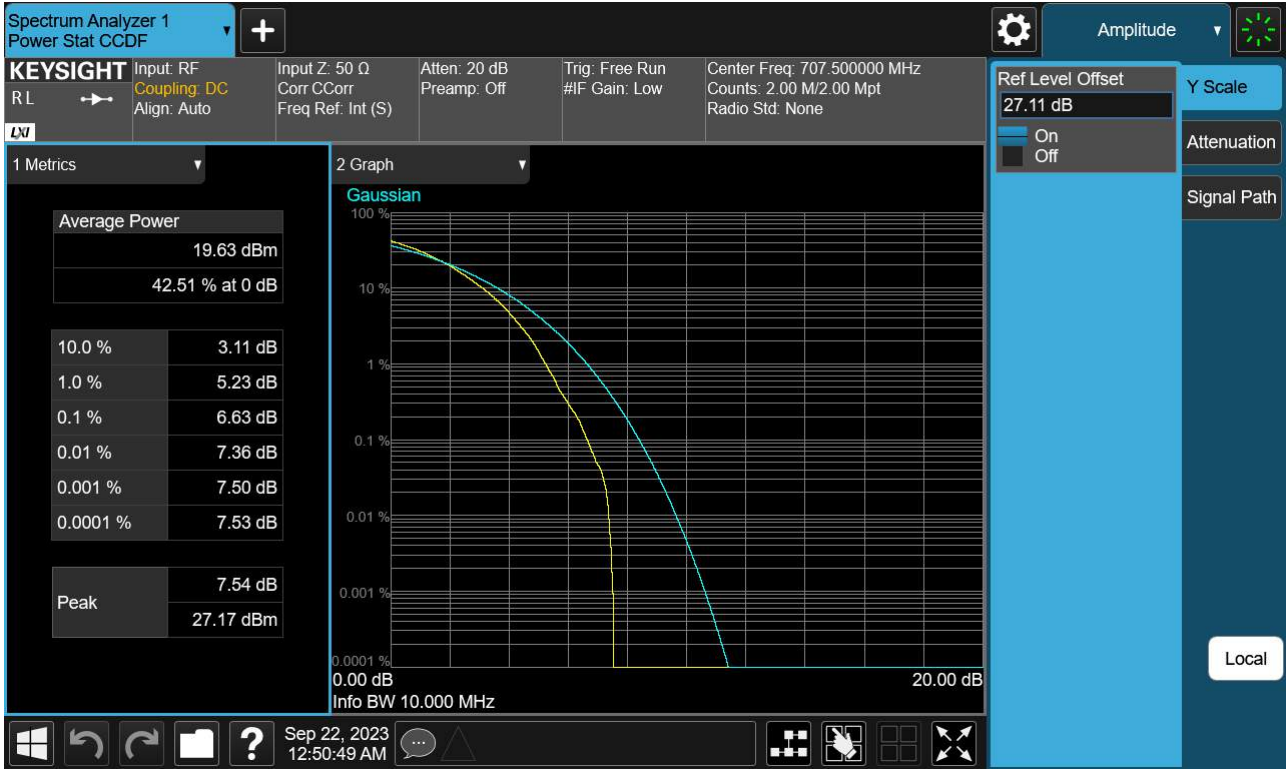 Spectrum Analyzer 1
Power Stat CCDF
+
Amplitude
KEYSIGHT
R L
LXI
Input: RF
Coupling: DC
Align: Auto
Input Z: 50 Ω
Corr CCorr
Freq Ref: Int (S)
Atten: 20 dB
Preamp: Off
Trig: Free Run
#IF Gain: Low
Center Freq: 707.500000 MHz
Counts: 2.00 M/2.00 Mpt
Radio Std: None
Ref Level Offset
27.11 dB
On
Off
Y Scale
Attenuation
Signal Path
1 Metrics
Average Power
19.63 dBm
42.51 % at 0 dB
10.0 % 3.11 dB
1.0 % 5.23 dB
0.1 % 6.63 dB
0.01 % 7.36 dB
0.001 % 7.50 dB
0.0001 % 7.53 dB
Peak
7.54 dB
27.17 dBm
2 Graph
Gaussian
100 %
10 %
1 %
0.1 %
0.01 %
0.001 %
0.0001 %
0.00 dB 20.00 dB
Info BW 10.000 MHz
Local
?
Sep 22, 2023
12:50:49 AM